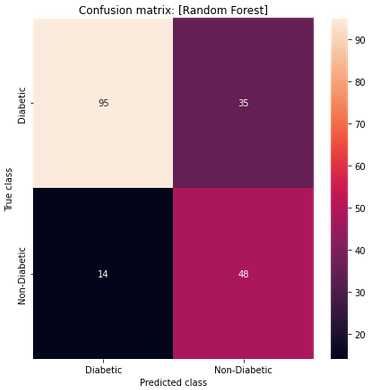 Confusion matrix: [Random Forest]
95 35
14 48
Diabetic
Non-Diabetic
True class
Diabetic Non-Diabetic
Predicted class
90
80
70
60
50
40
30
20